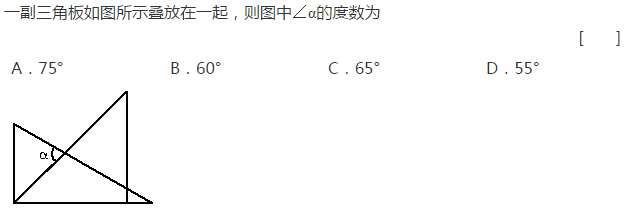 一副三角板如图所示叠放在一起，则图中∠α的度数为
[ ]
A．75° B．60° C．65° D．55°
α